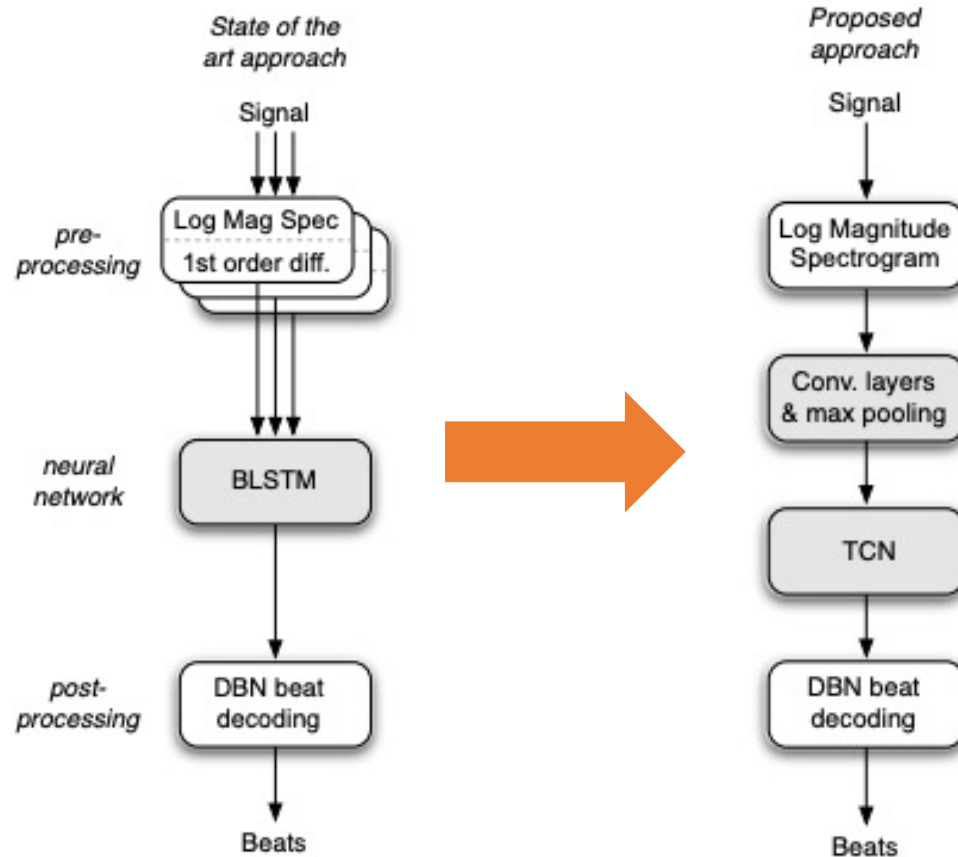 State of the
art approach
Signal
pre-
processing
Log Mag Spec
1st order diff.
neural
network
BLSTM
post-
processing
DBN beat
decoding
Beats
Proposed
approach
Signal
Log Magnitude
Spectrogram
Conv. layers
& max pooling
TCN
DBN beat
decoding
Beats